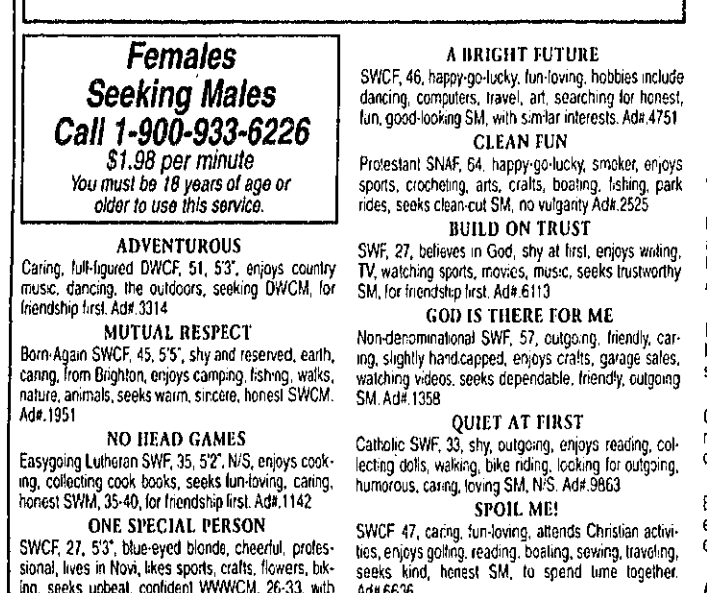 Females
Seeking Males
Call 1-900-933-6226
$1.98 per minute
You must be 18 years of age or
older to use this service.
ADVENTUROUS
Caring, full-figured DWCF, 51, 5'3", enjoys country
music, dancing, the outdoors, seeking DWCM, for
friendship first. Ad#.3314
MUTUAL RESPECT
Born-Again SWCF, 45, 5'5", shy and reserved, earth,
caring, from Brighton, enjoys camping, fishing, walks,
nature, animals, seeks warm, sincere, honest SWCM.
Ad#.1951
NO HEAD GAMES
Easygoing Lutheran SWF, 35, 5'2", N/S, enjoys cook-
ing, collecting cook books, seeks fun-loving, caring,
honest SWM, 35-40, for friendship first. Ad#.1142
ONE SPECIAL PERSON
SWCF, 27, 5'3", blue-eyed blonde, cheerful, profes-
sional, lives in Novi, likes sports, crafts, flowers, bik-
ing, seeks upbeat, confident WWWCM, 26-33, with
A BRIGHT FUTURE
SWCF, 46, happy-go-lucky, fun-loving, hobbies include
dancing, computers, travel, art, searching for honest,
fun, good-looking SM, with similar interests. Ad#.4751
CLEAN FUN
Protestant SNAF, 64, happy-go-lucky, smoker, enjoys
sports, crocheting, arts, crafts, boating, fishing, park
rides, seeks clean-cut SM, no vulgarity Ad#.2525
BUILD ON TRUST
SWF, 27, believes in God, shy at first, enjoys writing,
TV, watching sports, movies, music, seeks trustworthy
SM, for friendship first. Ad#.6113
GOD IS THERE FOR ME
Non-denominational SWF, 57, outgoing, friendly, car-
ing, slightly handicapped, enjoys crafts, garage sales,
watching videos, seeks dependable, friendly, outgoing
SM. Ad#.1358
QUIET AT FIRST
Catholic SWF, 33, shy, outgoing, enjoys reading, col-
lecting dolls, walking, bike riding, looking for outgoing,
humorous, caring, loving SM, N/S. Ad#.9863
SPOIL ME!
SWCF 47, caring, fun-loving, attends Christian activi-
ties, enjoys golfing, reading, boating, sewing, traveling,
seeks kind, honest SM, to spend time together.
Ad#.6636